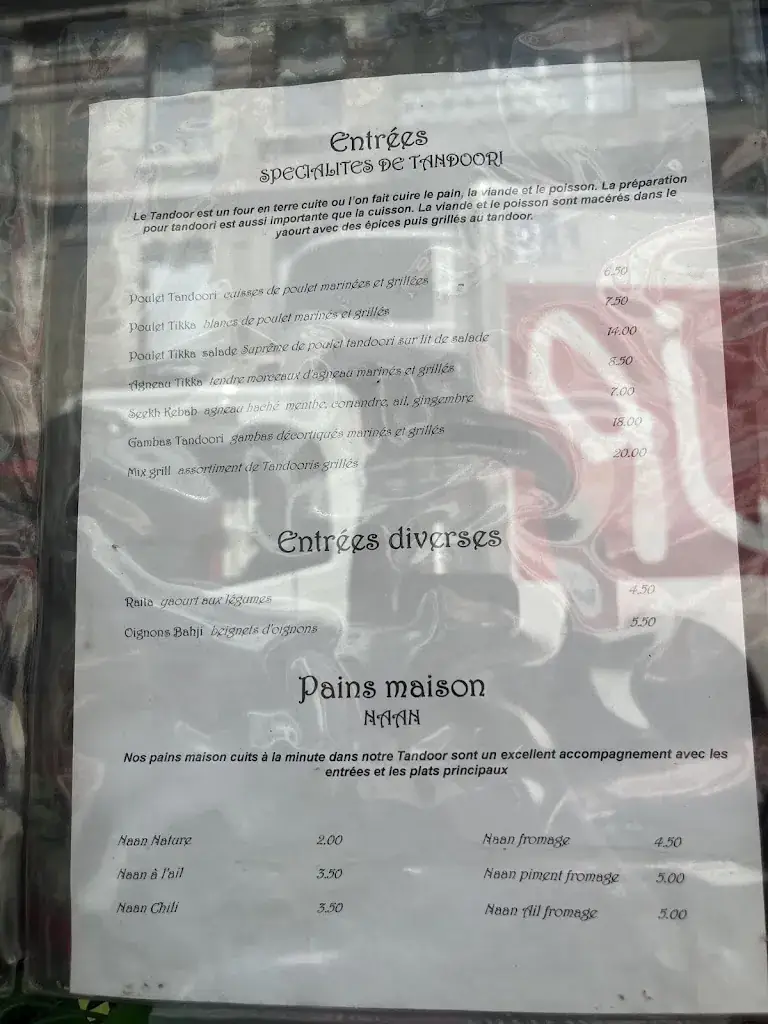 Entrées
SPECIALITES DE TANDOORI
Le Tandoor est un four en terre cuite ou l'on fait cuire le pain, la viande et le poisson. La préparation
pour tandoori est aussi importante que la cuisson. La viande et le poisson sont macérés dans le
yaourt avec des épices puis grillés au tandoor.
Poulet Tandoori cuisses de poulet marinées et grillées 6.50
Poulet Tikka blancs de poulet marinés et grillés 7.50
Poulet Tikka salade Suprême de poulet tandoori sur lit de salade 14.00
Agneau Tikka tendre morceaux d'agneau marinés et grillés 8.50
Seekh Kebab agneau haché menthe, coriandre, ail, gingembre 7.00
Gambas Tandoori gambas décortiqués marinés et grillés 18.00
Mix grill assortiment de Tandooris grillés 20.00
Entrées diverses
Raita yaourt aux légumes 4.50
Oignons Bahji beignets d'oignons 5.50
Pains maison
NAAN
Nos pains maison cuits à la minute dans notre Tandoor sont un excellent accompagnement avec les
entrées et les plats principaux
Naan Nature 2.00 Naan fromage 4.50
Naan à l'ail 3.50 Naan piment fromage 5.00
Naan Chili 3.50 Naan Ail fromage 5.00